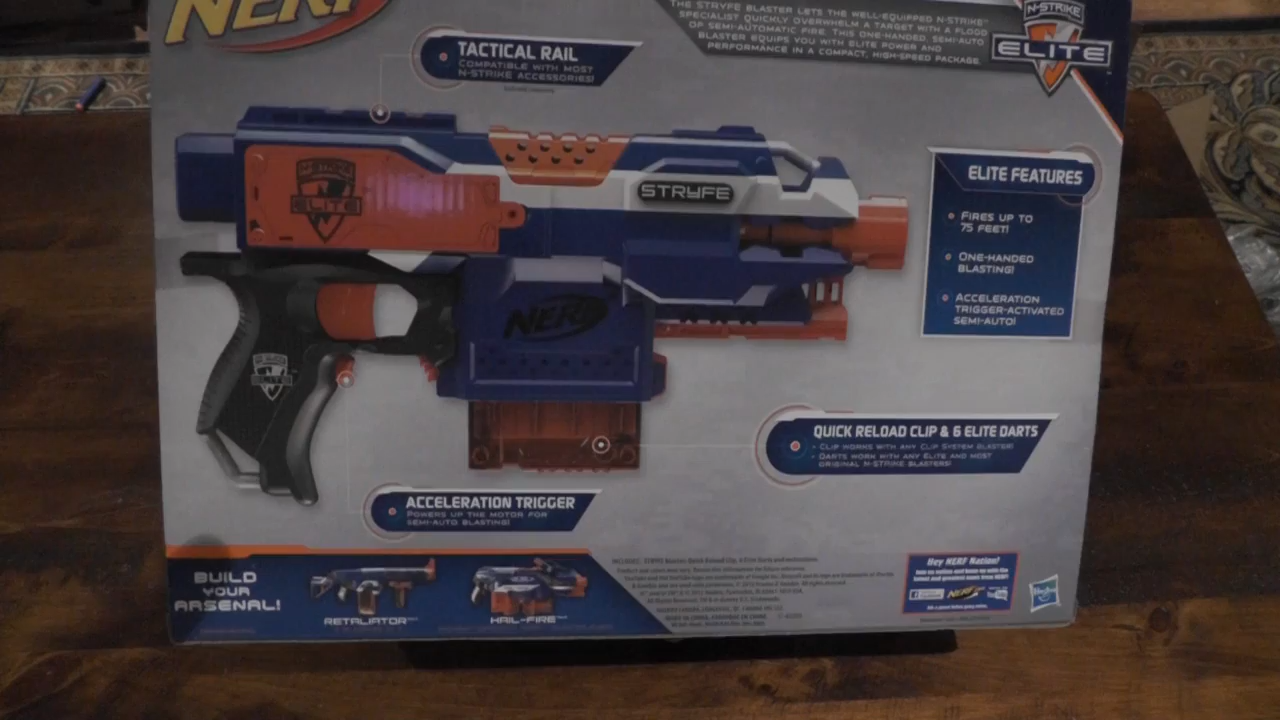 NERF
THE STRYFE BLASTER LETS THE WELL-EQUIPPED N-STRIKE
SPECIALIST QUICKLY OVERWHELM A TARGET WITH A FLOOD
OF SEMI-AUTOMATIC FIRE. THIS ONE-HANDED, SEMI-AUTO
BLASTER EQUIPS YOU WITH ELITE POWER AND
PERFORMANCE IN A COMPACT, HIGH-SPEED PACKAGE.
N-STRIKE
ELITE
TACTICAL RAIL
COMPATIBLE WITH MOST
N-STRIKE ACCESSORIES!
N-STRIKE
ELITE
STRYFE
NERF
ELITE
ELITE FEATURES
FIRES UP TO
75 FEET!
ONE-HANDED
BLASTING!
ACCELERATION
TRIGGER-ACTIVATED
SEMI-AUTO!
QUICK RELOAD CLIP & 6 ELITE DARTS
• CLIP WORKS WITH ANY CLIP SYSTEM BLASTER!
• DARTS WORK WITH ANY ELITE AND MOST
ORIGINAL N-STRIKE BLASTERS!
ACCELERATION TRIGGER
POWERS UP THE MOTOR FOR
SEMI-AUTO BLASTING!
BUILD
YOUR
ARSENAL!
RETALIATOR
HAIL-FIRE
Hey NERF Nation!
NERF
Hasbro